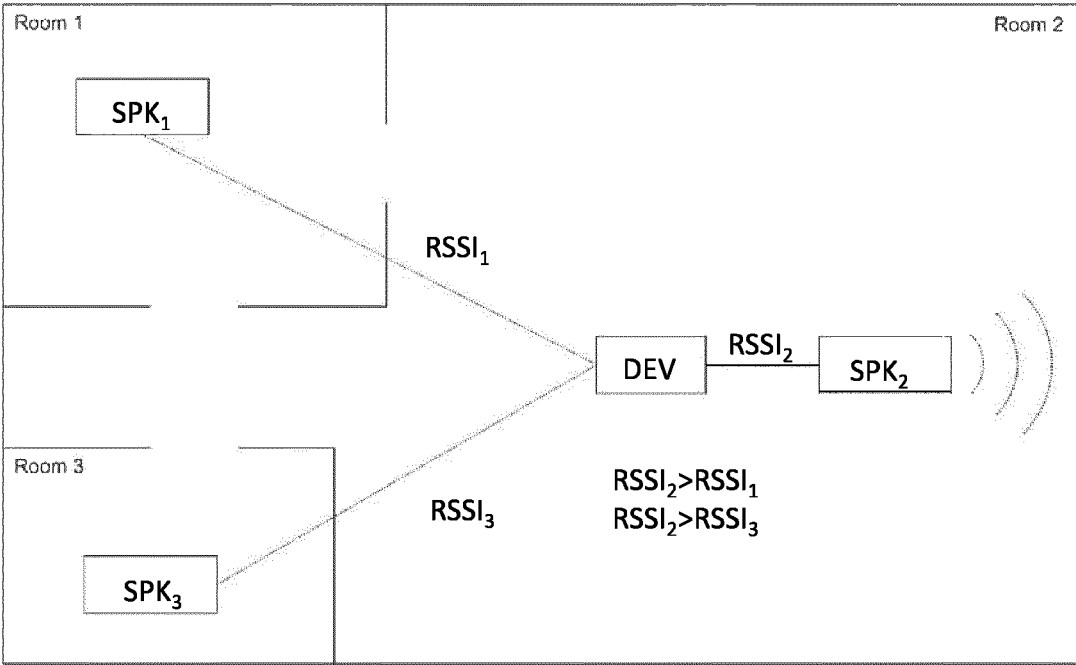 Room 1
Room 2
SPK₁
RSSI₁
DEV
RSSI₂
SPK₂
Room 3
RSSI₃
RSSI₂>RSSI₁
RSSI₂>RSSI₃
SPK₃